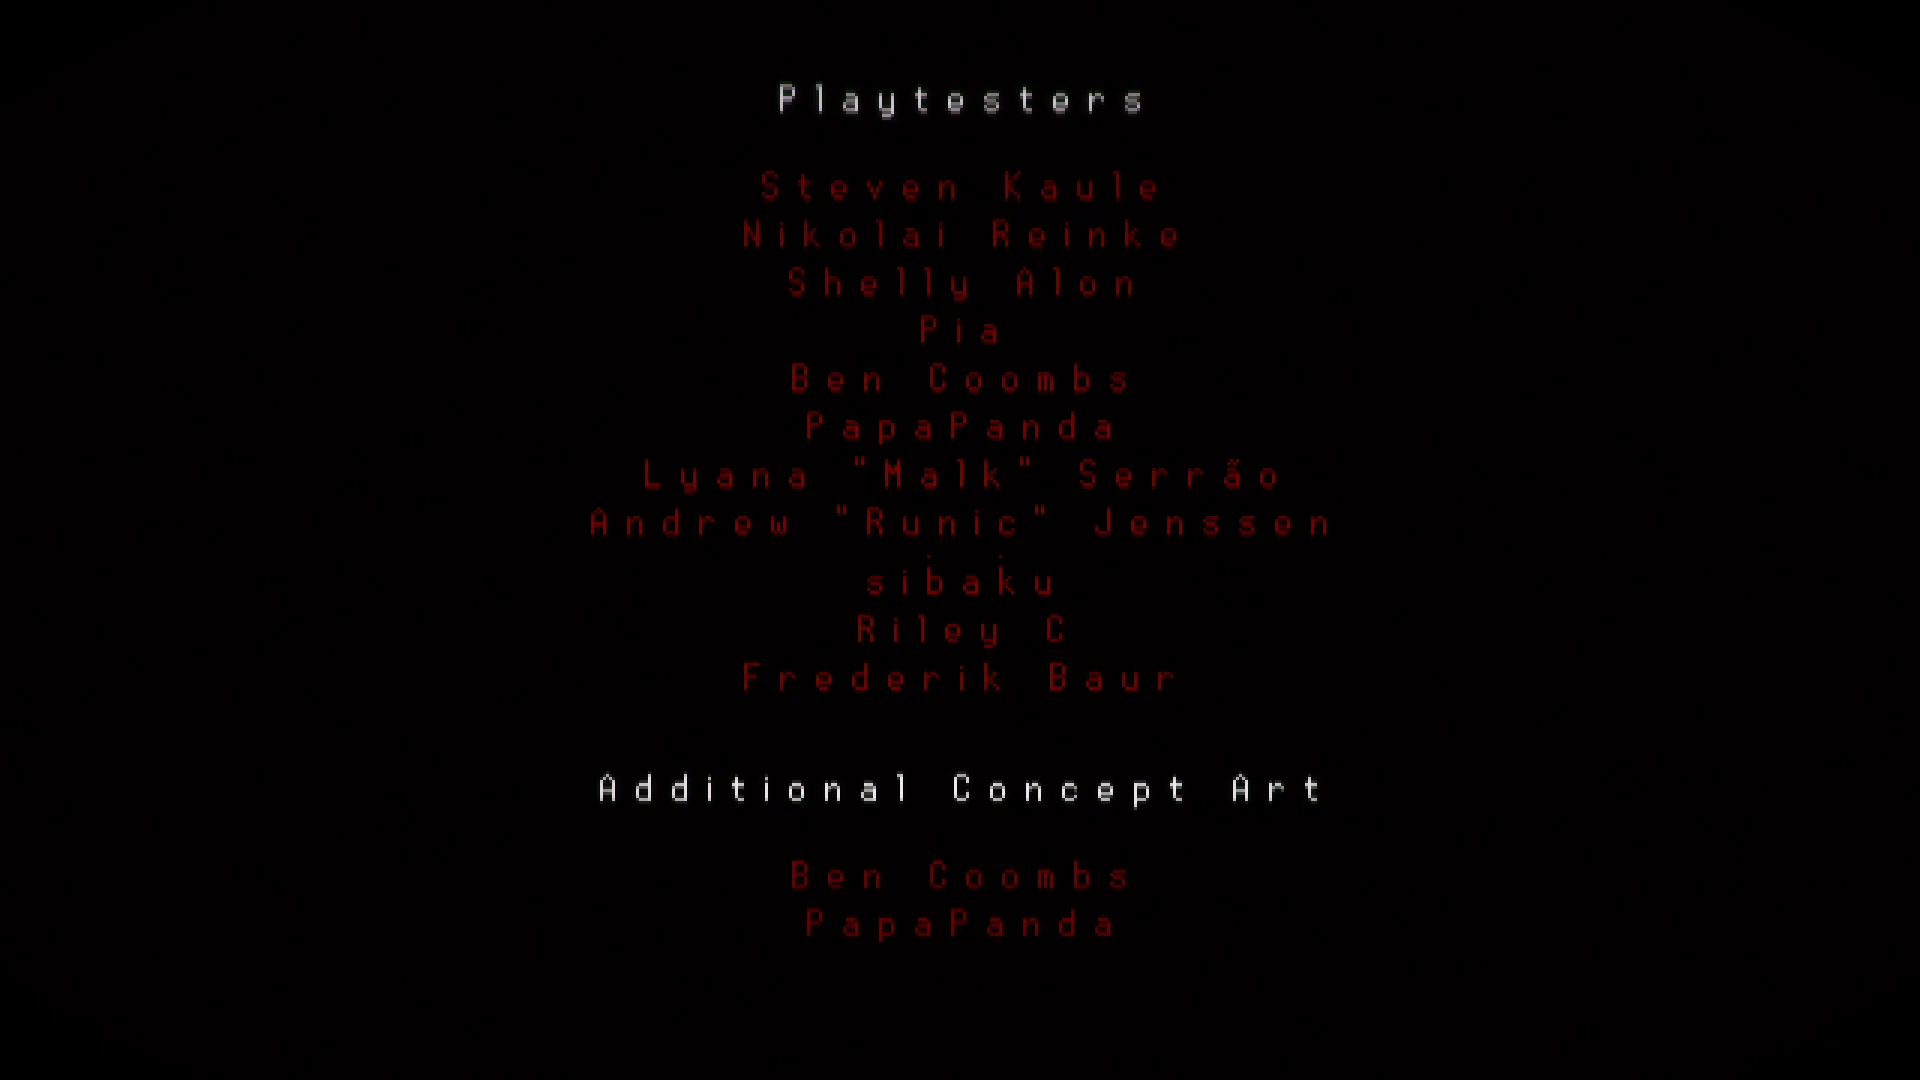 Playtesters
Steven Kaule
Nikolai Reinke
Shelly Alon
Pia
Ben Coombs
PapaPanda
Lyana "Malk" Serrão
Andrew "Runic" Jenssen
ṡibaku
Riley C
Frederik Baur
Additional Concept Art
Ben Coombs
PapaPanda